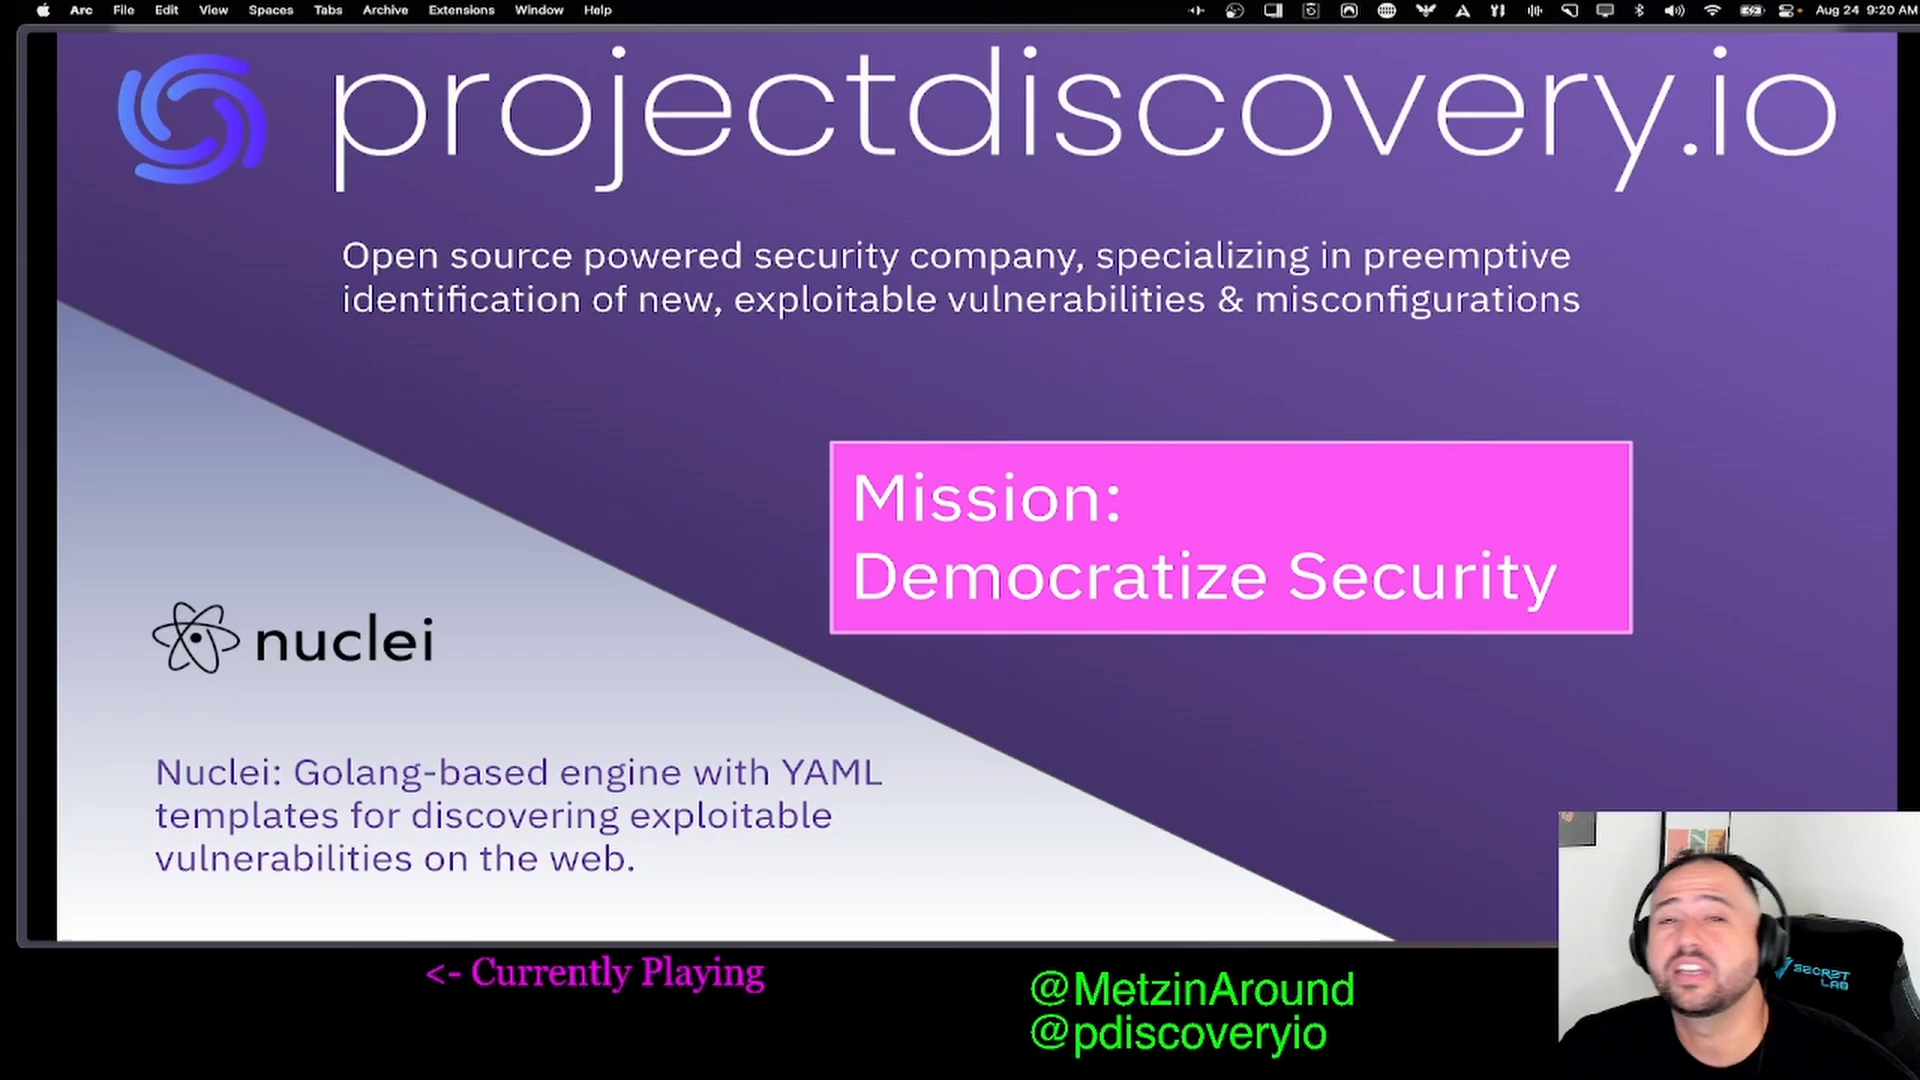 Arc File Edit View Spaces Tabs Archive Extensions Window Help Aug 24 9:20 AM
projectdiscovery.io
Open source powered security company, specializing in preemptive
identification of new, exploitable vulnerabilities & misconfigurations
Mission:
Democratize Security
nuclei
Nuclei: Golang-based engine with YAML
templates for discovering exploitable
vulnerabilities on the web.
<- Currently Playing
@MetzinAround
@pdiscoveryio
SECRET
LAB